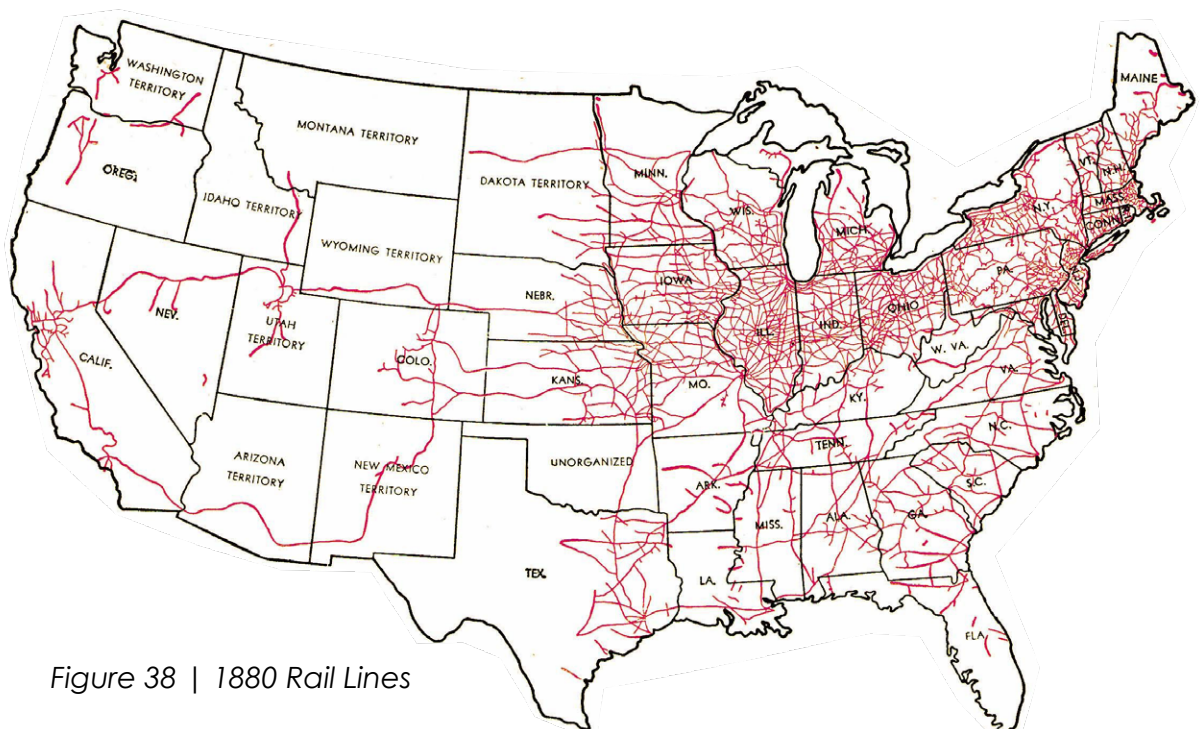 WASHINGTON
TERRITORY
MONTANA TERRITORY
MAINE
OREG.
IDAHO TERRITORY
DAKOTA TERRITORY
MINN.
VT.
N.H.
WYOMING TERRITORY
WIS.
MICH.
N.Y.
MASS.
CONN.
NEV.
UTAH
TERRITORY
NEBR.
IOWA
PA.
CALIF.
COLO.
KANS.
MO.
ILL.
IND.
OHIO
DEL.
W. VA.
VA.
KY.
ARIZONA
TERRITORY
NEW MEXICO
TERRITORY
UNORGANIZED
ARK.
TENN.
N.C.
S.C.
TEX.
LA.
MISS.
ALA.
GA.
FLA.
Figure 38 | 1880 Rail Lines